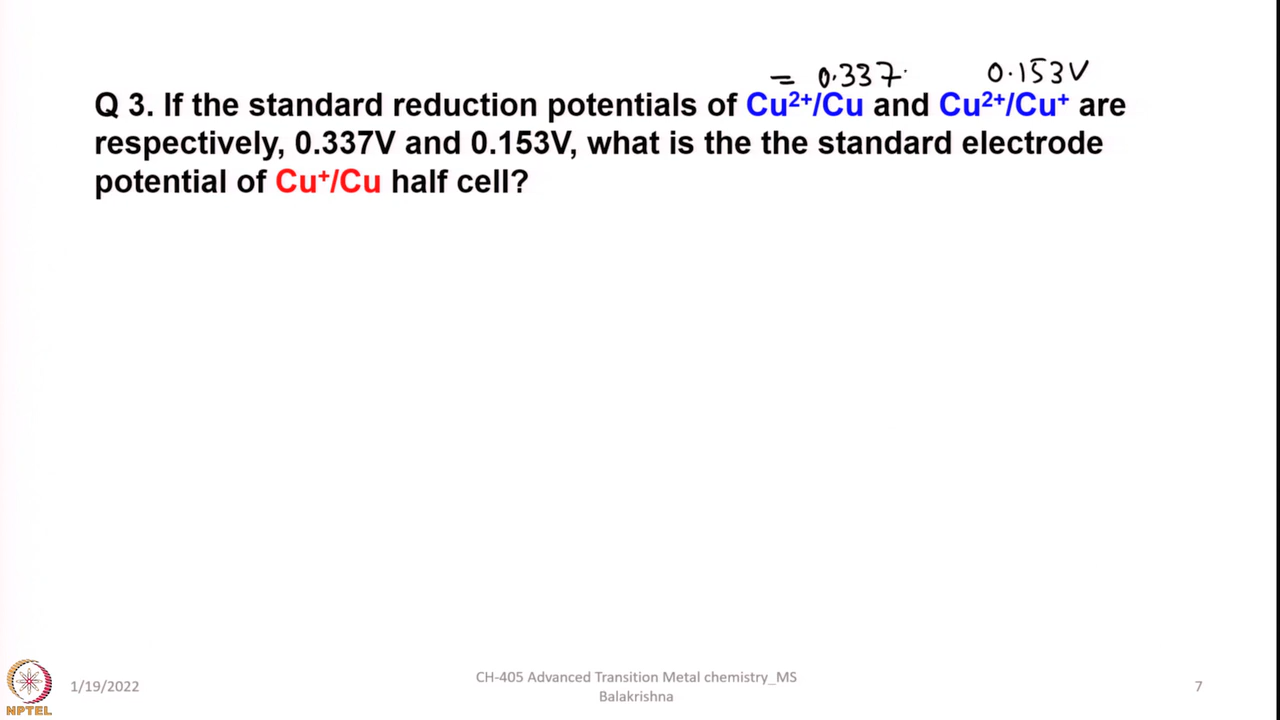 = 0.337 0.153V
Q 3. If the standard reduction potentials of Cu²⁺/Cu and Cu²⁺/Cu⁺ are
respectively, 0.337V and 0.153V, what is the the standard electrode
potential of Cu⁺/Cu half cell?
NPTEL
1/19/2022
CH-405 Advanced Transition Metal chemistry_MS
Balakrishna
7